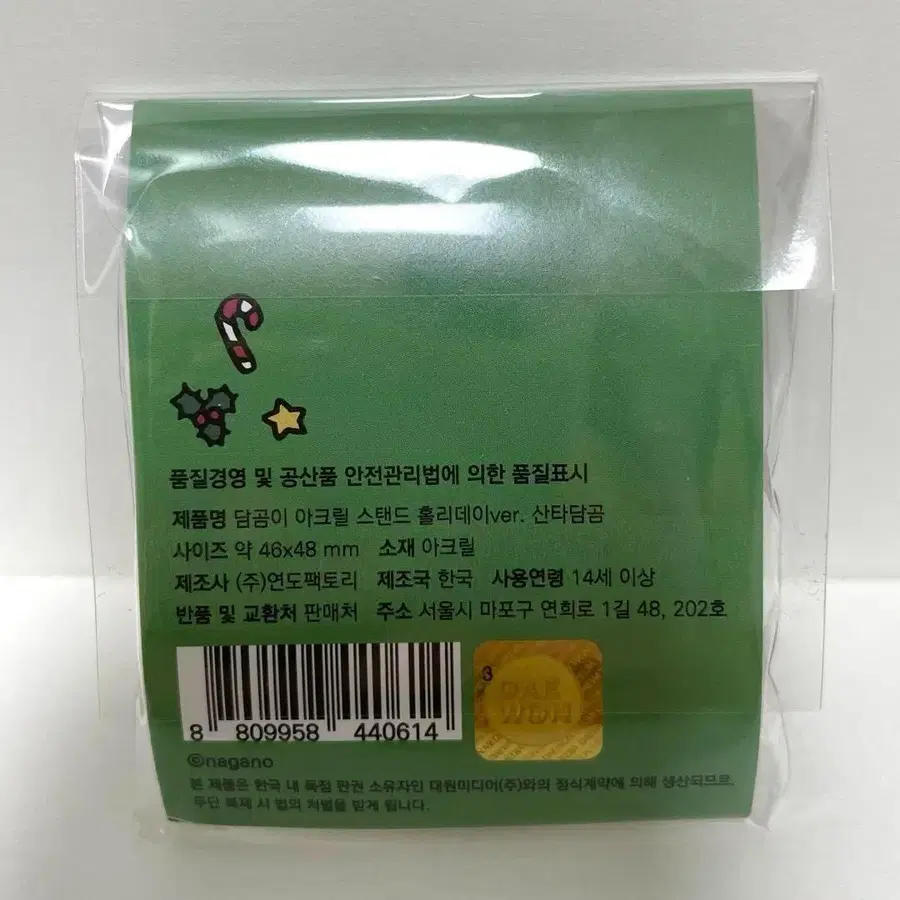 품질경영 및 공산품 안전관리법에 의한 품질표시
제품명 담곰이 아크릴 스탠드 홀리데이ver. 산타담곰
사이즈 약 46x48 mm 소재 아크릴
제조사 (주)연도팩토리 제조국 한국 사용연령 14세 이상
반품 및 교환처 판매처 주소 서울시 마포구 연희로 1길 48, 202호
3
DAE
WON
8 809958 440614
©nagano
본 제품은 한국 내 독점 판권 소유자인 대원미디어(주)와의 정식계약에 의해 생산되므로,
무단 복제 시 법의 처벌을 받게 됩니다.